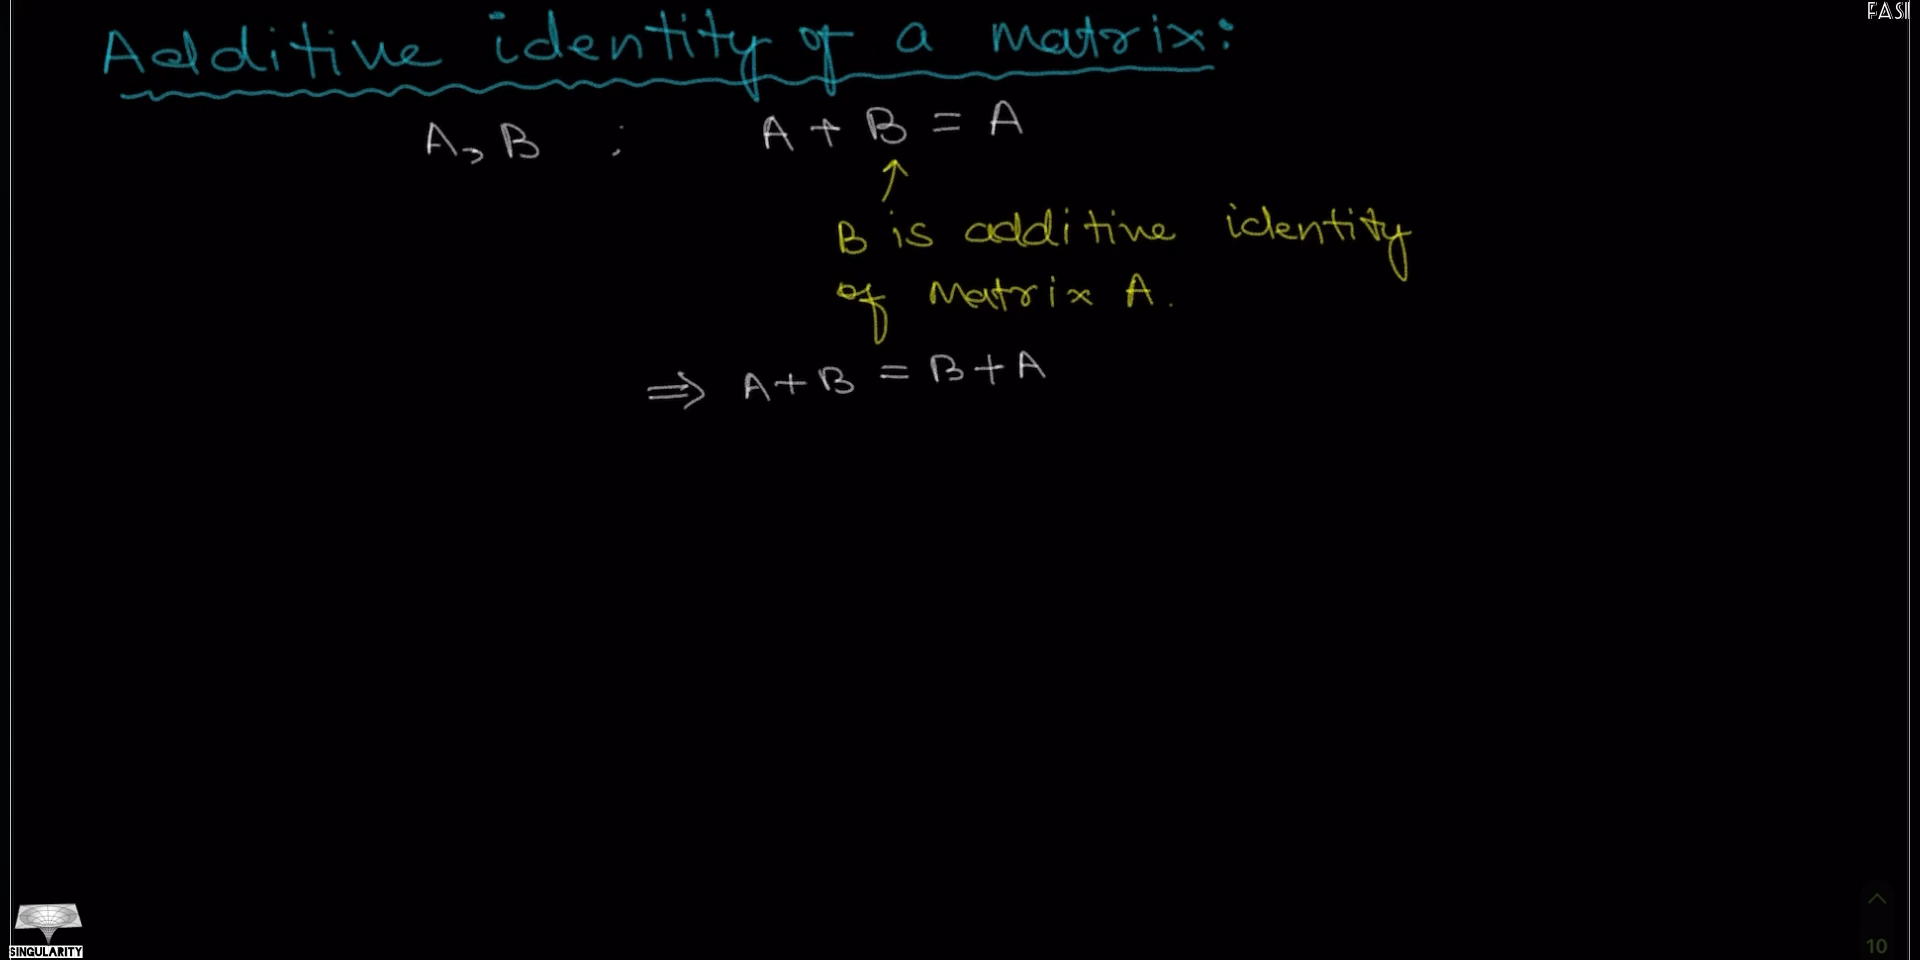 Additive identity of a matrix:
A, B : A + B = A
↑
B is additive identity
of Matrix A.
⇒ A + B = B + A
FASI
SINGULARITY
10